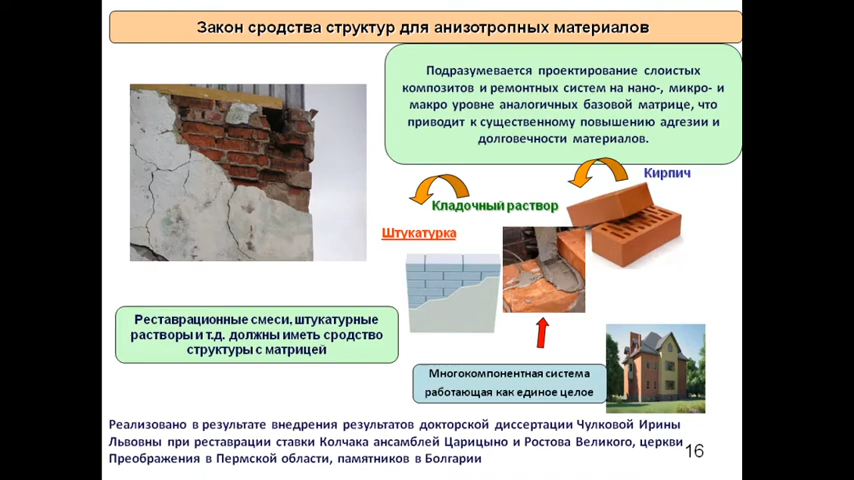 Закон сродства структур для анизотропных материалов
Подразумевается проектирование слоистых
композитов и ремонтных систем на нано-, микро- и
макро уровне аналогичных базовой матрице, что
приводит к существенному повышению адгезии и
долговечности материалов.
Кирпич
Кладочный раствор
Штукатурка
Реставрационные смеси, штукатурные
растворы и т.д. должны иметь сродство
структуры с матрицей
Многокомпонентная система
работающая как единое целое
Реализовано в результате внедрения результатов докторской диссертации Чулковой Ирины
Львовны при реставрации ставки Колчака ансамблей Царицыно и Ростова Великого, церкви
Преображения в Пермской области, памятников в Болгарии
16